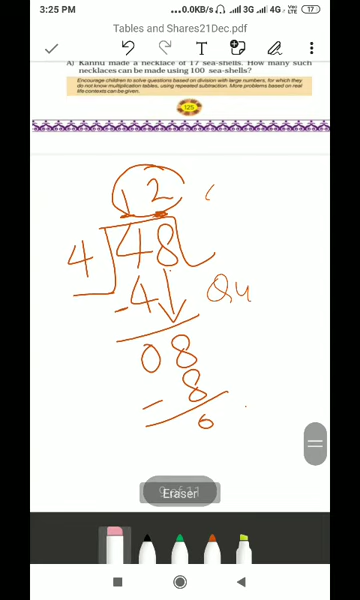 3:25 PM ...0.0KB/s 3G 4G Vo LTE 17
Tables and Shares21Dec.pdf
T
A) Kannu made a necklace of 17 sea-shells. How many such
necklaces can be made using 100 sea-shells?
Encourage children to solve questions based on division with large numbers, for which they
do not know multiplication tables, using repeated subtraction. More problems based on real
life contexts can be given.
125
12
4 48
-4
Qu
08
- 8
0
Eraser